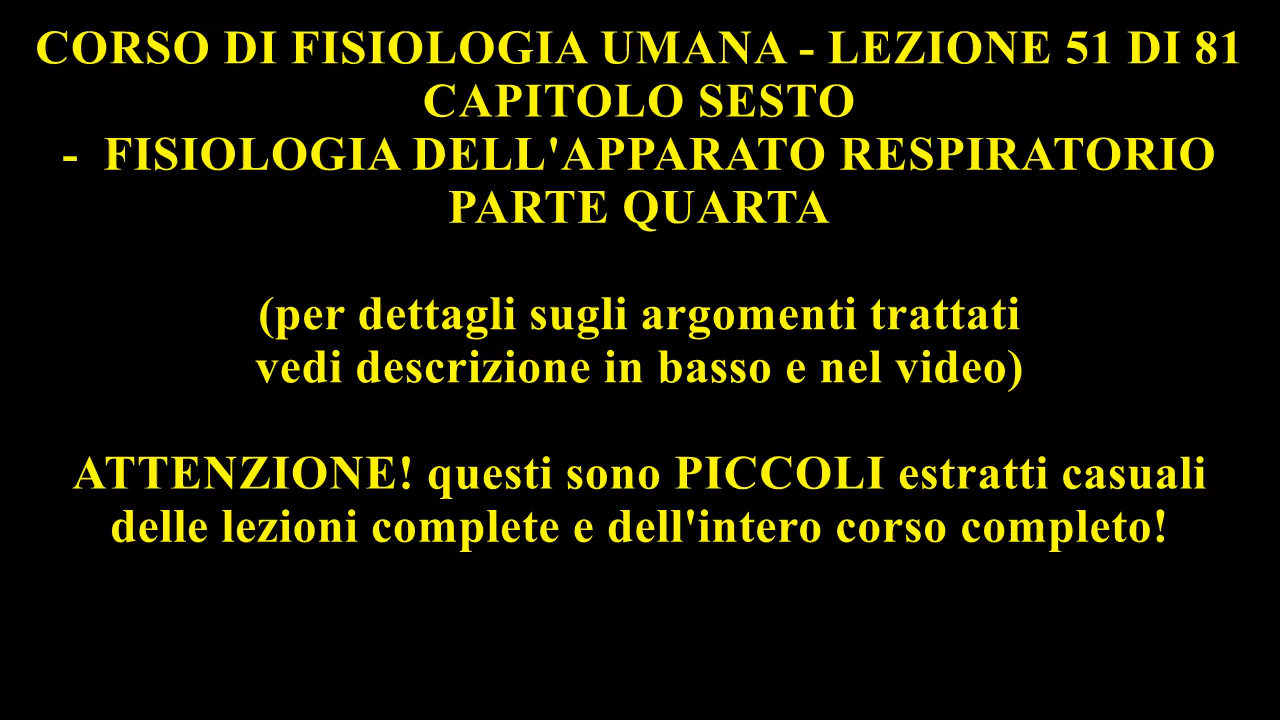 CORSO DI FISIOLOGIA UMANA - LEZIONE 51 DI 81
CAPITOLO SESTO
- FISIOLOGIA DELL'APPARATO RESPIRATORIO
PARTE QUARTA
(per dettagli sugli argomenti trattati
vedi descrizione in basso e nel video)
ATTENZIONE! questi sono PICCOLI estratti casuali
delle lezioni complete e dell'intero corso completo!